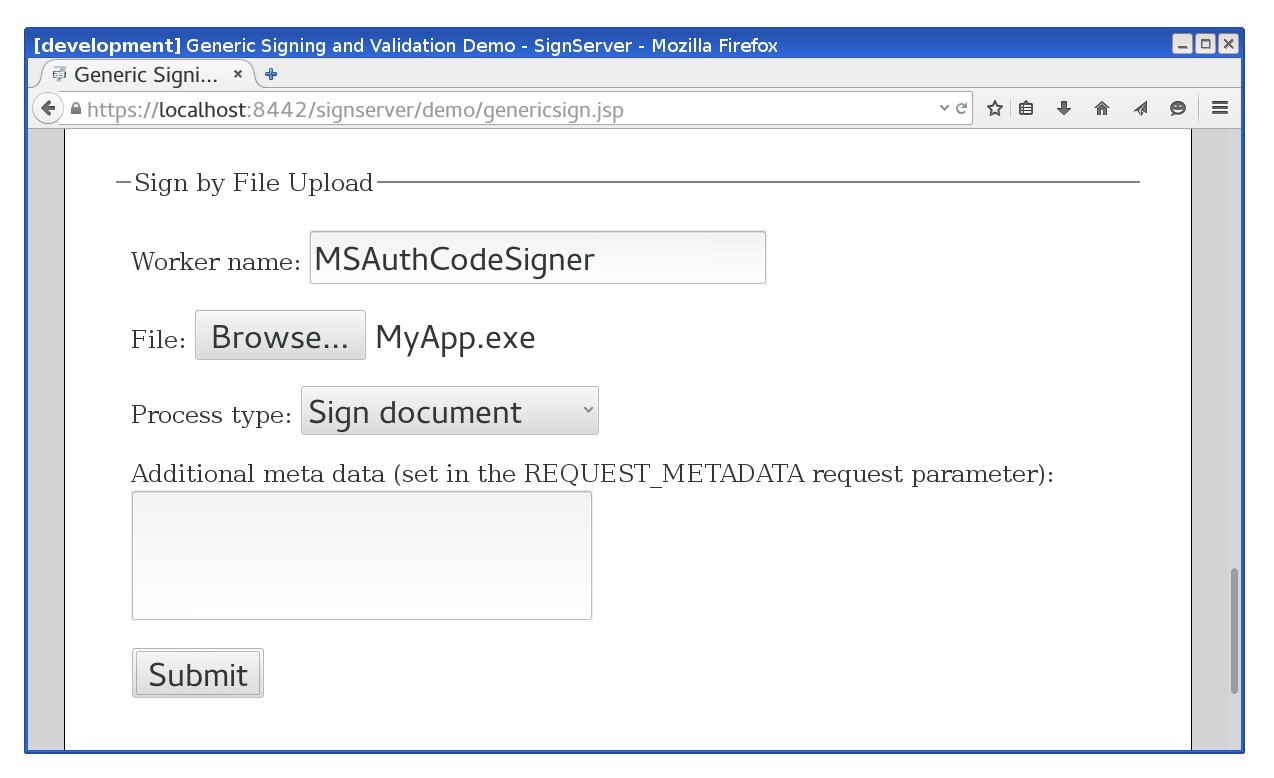 [development] Generic Signing and Validation Demo - SignServer - Mozilla Firefox
Generic Signi...
https://localhost:8442/signserver/demo/genericsign.jsp
Sign by File Upload
Worker name: MSAuthCodeSigner
File: Browse... MyApp.exe
Process type: Sign document
Additional meta data (set in the REQUEST_METADATA request parameter):
Submit